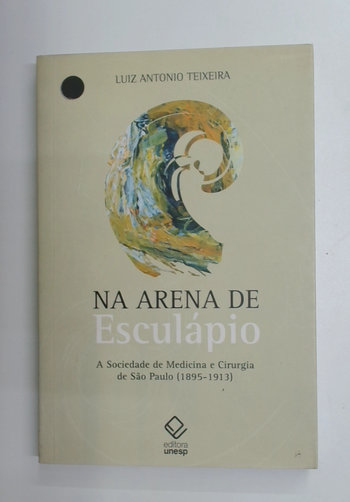 LUIZ ANTONIO TEIXEIRA
NA ARENA DE
Esculápio
A Sociedade de Medicina e Cirurgia
de São Paulo (1895-1913)
editora
unesp